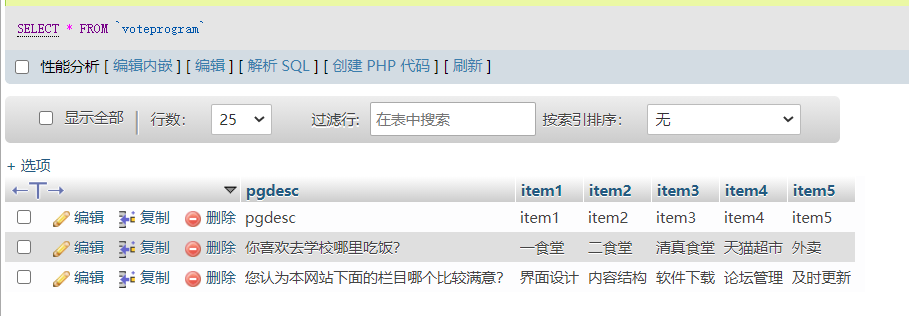 SELECT * FROM `voteprogram`
性能分析 [ 编辑内嵌 ] [ 编辑 ] [ 解析 SQL ] [ 创建 PHP 代码 ] [ 刷新 ]
显示全部 行数: 25 过滤行: 在表中搜索 按索引排序: 无
+ 选项
←T→ pgdesc item1 item2 item3 item4 item5
编辑 复制 删除 pgdesc item1 item2 item3 item4 item5
编辑 复制 删除 你喜欢去学校哪里吃饭? 一食堂 二食堂 清真食堂 天猫超市 外卖
编辑 复制 删除 您认为本网站下面的栏目哪个比较满意? 界面设计 内容结构 软件下载 论坛管理 及时更新